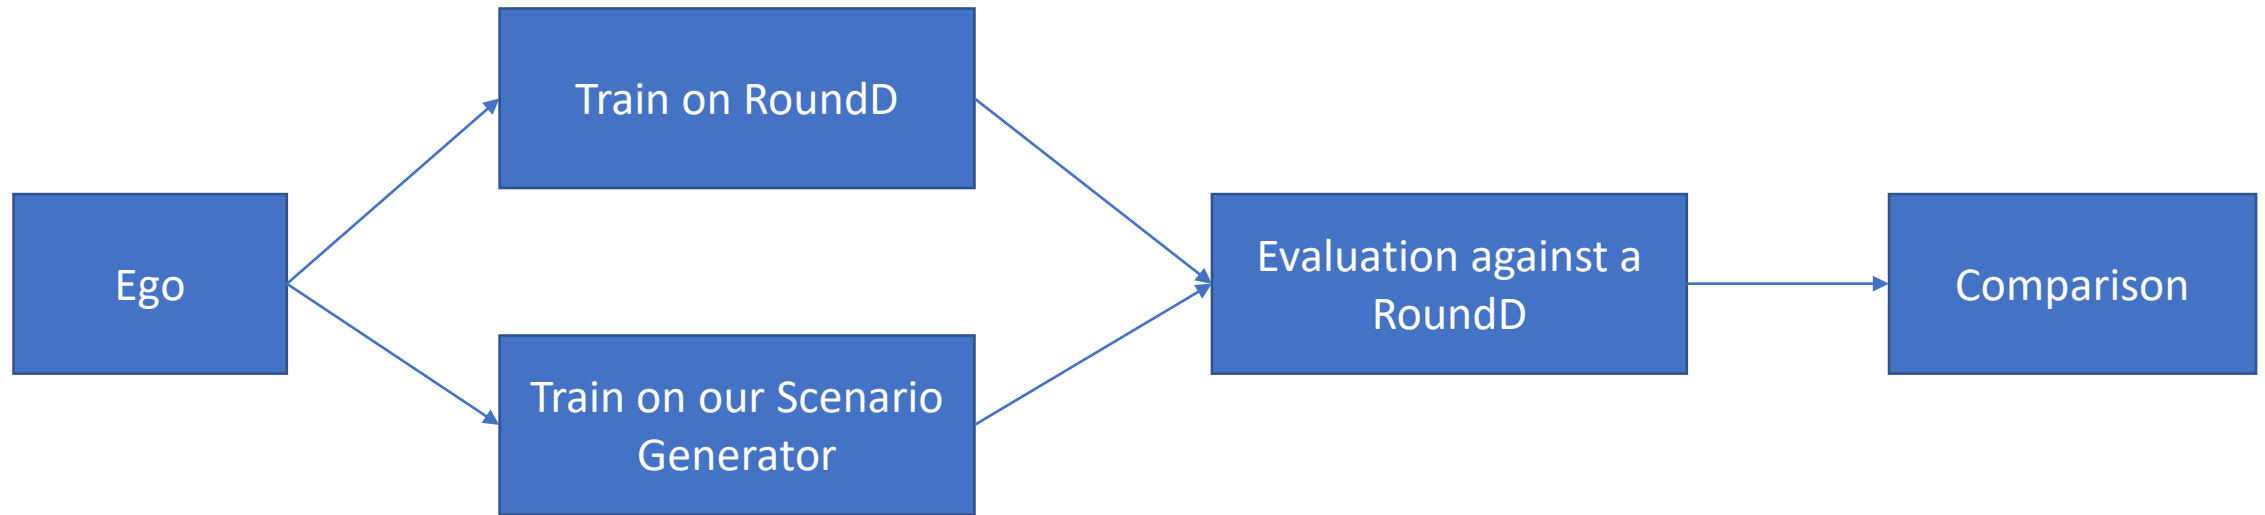 Ego
Train on RoundD
Train on our Scenario
Generator
Evaluation against a
RoundD
Comparison